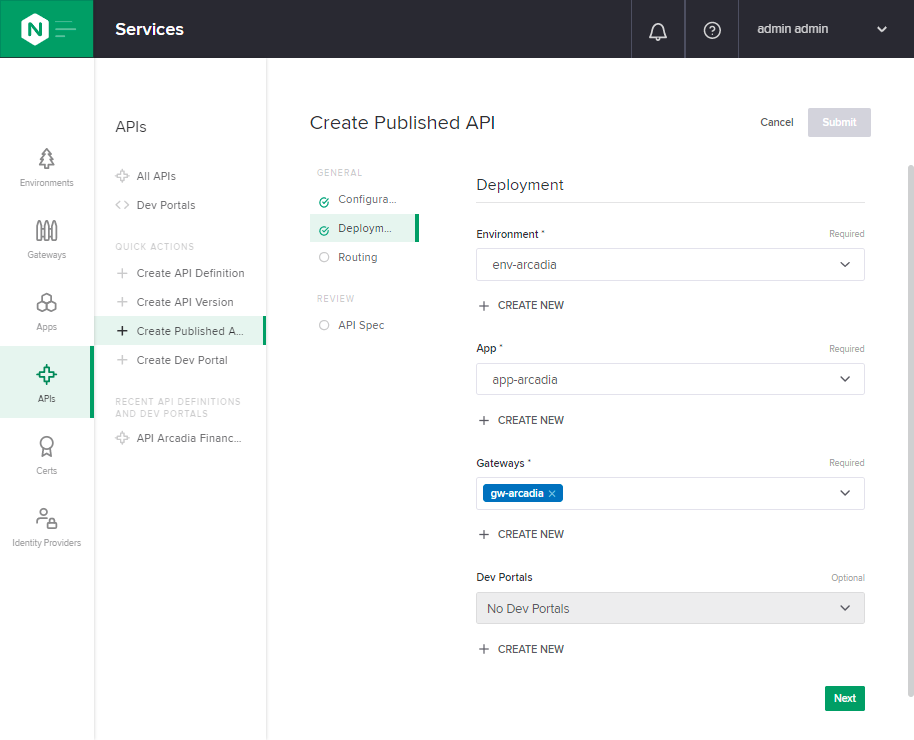 N
Services
admin admin
Environments
Gateways
Apps
APIs
Certs
Identity Providers
APIs
All APIs
Dev Portals
QUICK ACTIONS
Create API Definition
Create API Version
Create Published A...
Create Dev Portal
RECENT API DEFINITIONS
AND DEV PORTALS
API Arcadia Financ...
Create Published API
Cancel
Submit
GENERAL
Configura...
Deploym...
Routing
REVIEW
API Spec
Deployment
Environment * Required
env-arcadia
CREATE NEW
App * Required
app-arcadia
CREATE NEW
Gateways * Required
gw-arcadia
CREATE NEW
Dev Portals Optional
No Dev Portals
CREATE NEW
Next